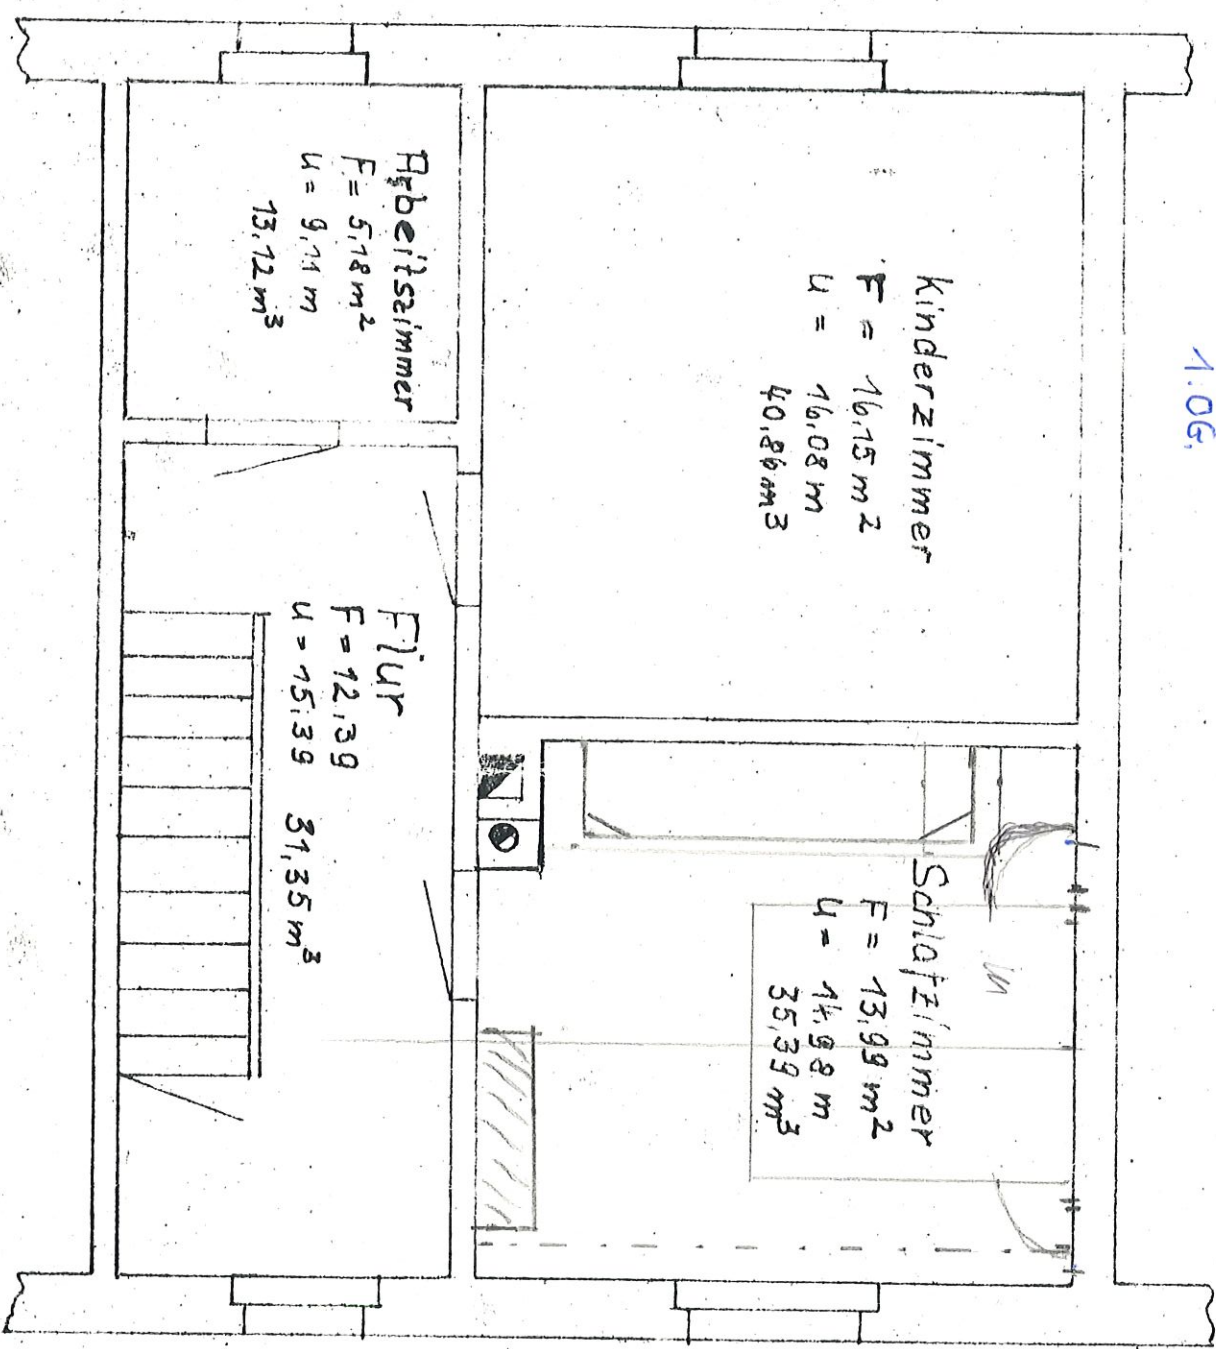 1.OG.
Kinderzimmer
F = 16,15 m²
U = 16,08 m
40,86 m³
Arbeitszimmer
F = 5,18 m²
U = 9,11 m
13,12 m³
Schlafzimmer
F = 13,99 m²
U = 14,98 m
35,39 m³
Flur
F = 12,39
U = 15,39 31,35 m³